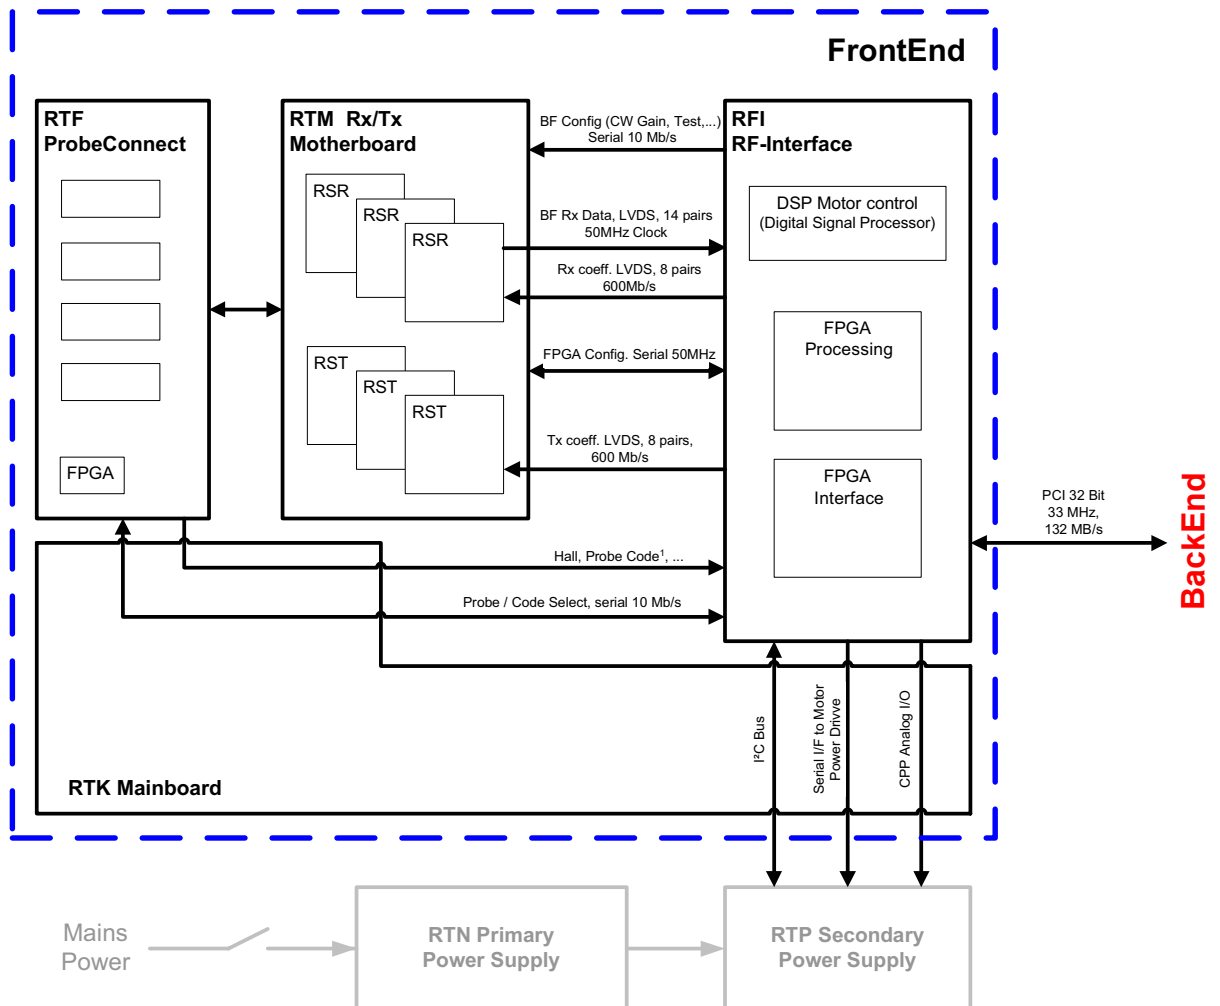 FrontEnd
RTF
ProbeConnect
FPGA
RTM Rx/Tx
Motherboard
RSR
RSR
RSR
RST
RST
RST
BF Config (CW Gain, Test,...)
Serial 10 Mb/s
BF Rx Data, LVDS, 14 pairs
50MHz Clock
Rx coeff. LVDS, 8 pairs
600Mb/s
FPGA Config. Serial 50MHz
Tx coeff. LVDS, 8 pairs,
600 Mb/s
RFI
RF-Interface
DSP Motor control
(Digital Signal Processor)
FPGA
Processing
FPGA
Interface
PCI 32 Bit
33 MHz,
132 MB/s
BackEnd
Hall, Probe Code¹, ...
Probe / Code Select, serial 10 Mb/s
RTK Mainboard
I²C Bus
Serial I/F to Motor
Power Drivve
CPP Analog I/O
Mains
Power
RTN Primary
Power Supply
RTP Secondary
Power Supply